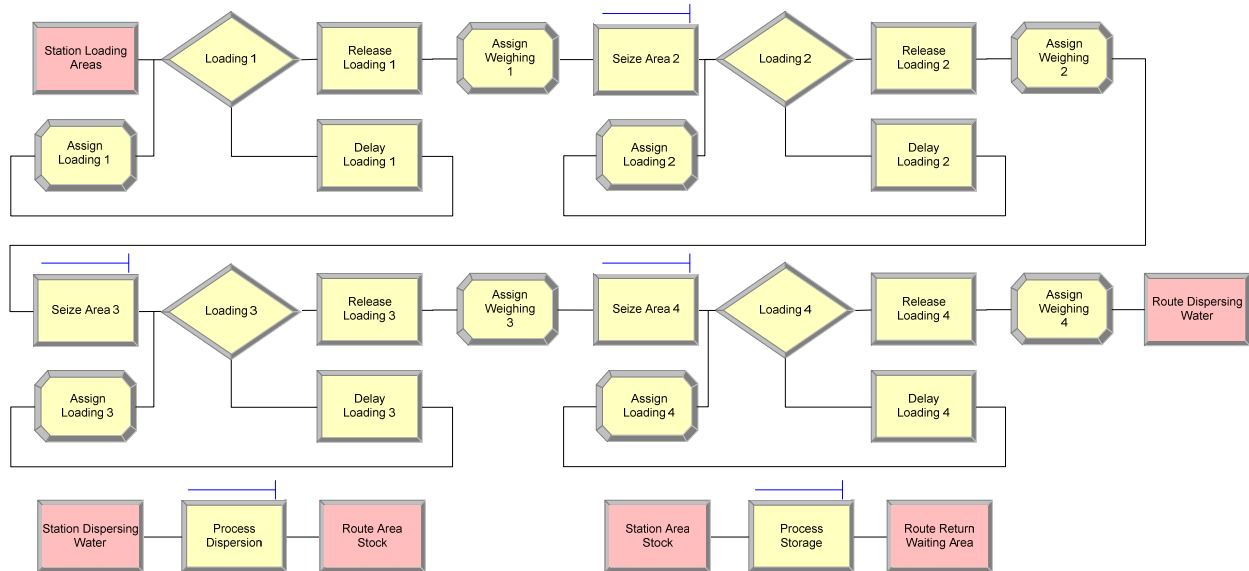 Station Loading
Areas
Loading 1
Release
Loading 1
Assign
Weighing
1
Seize Area 2
Loading 2
Release
Loading 2
Assign
Weighing
2
Assign
Loading 1
Delay
Loading 1
Assign
Loading 2
Delay
Loading 2
Seize Area 3
Loading 3
Release
Loading 3
Assign
Weighing
3
Seize Area 4
Loading 4
Release
Loading 4
Assign
Weighing
4
Route Dispersing
Water
Assign
Loading 3
Delay
Loading 3
Assign
Loading 4
Delay
Loading 4
Station Dispersing
Water
Process
Dispersion
Route Area
Stock
Station Area
Stock
Process
Storage
Route Return
Waiting Area